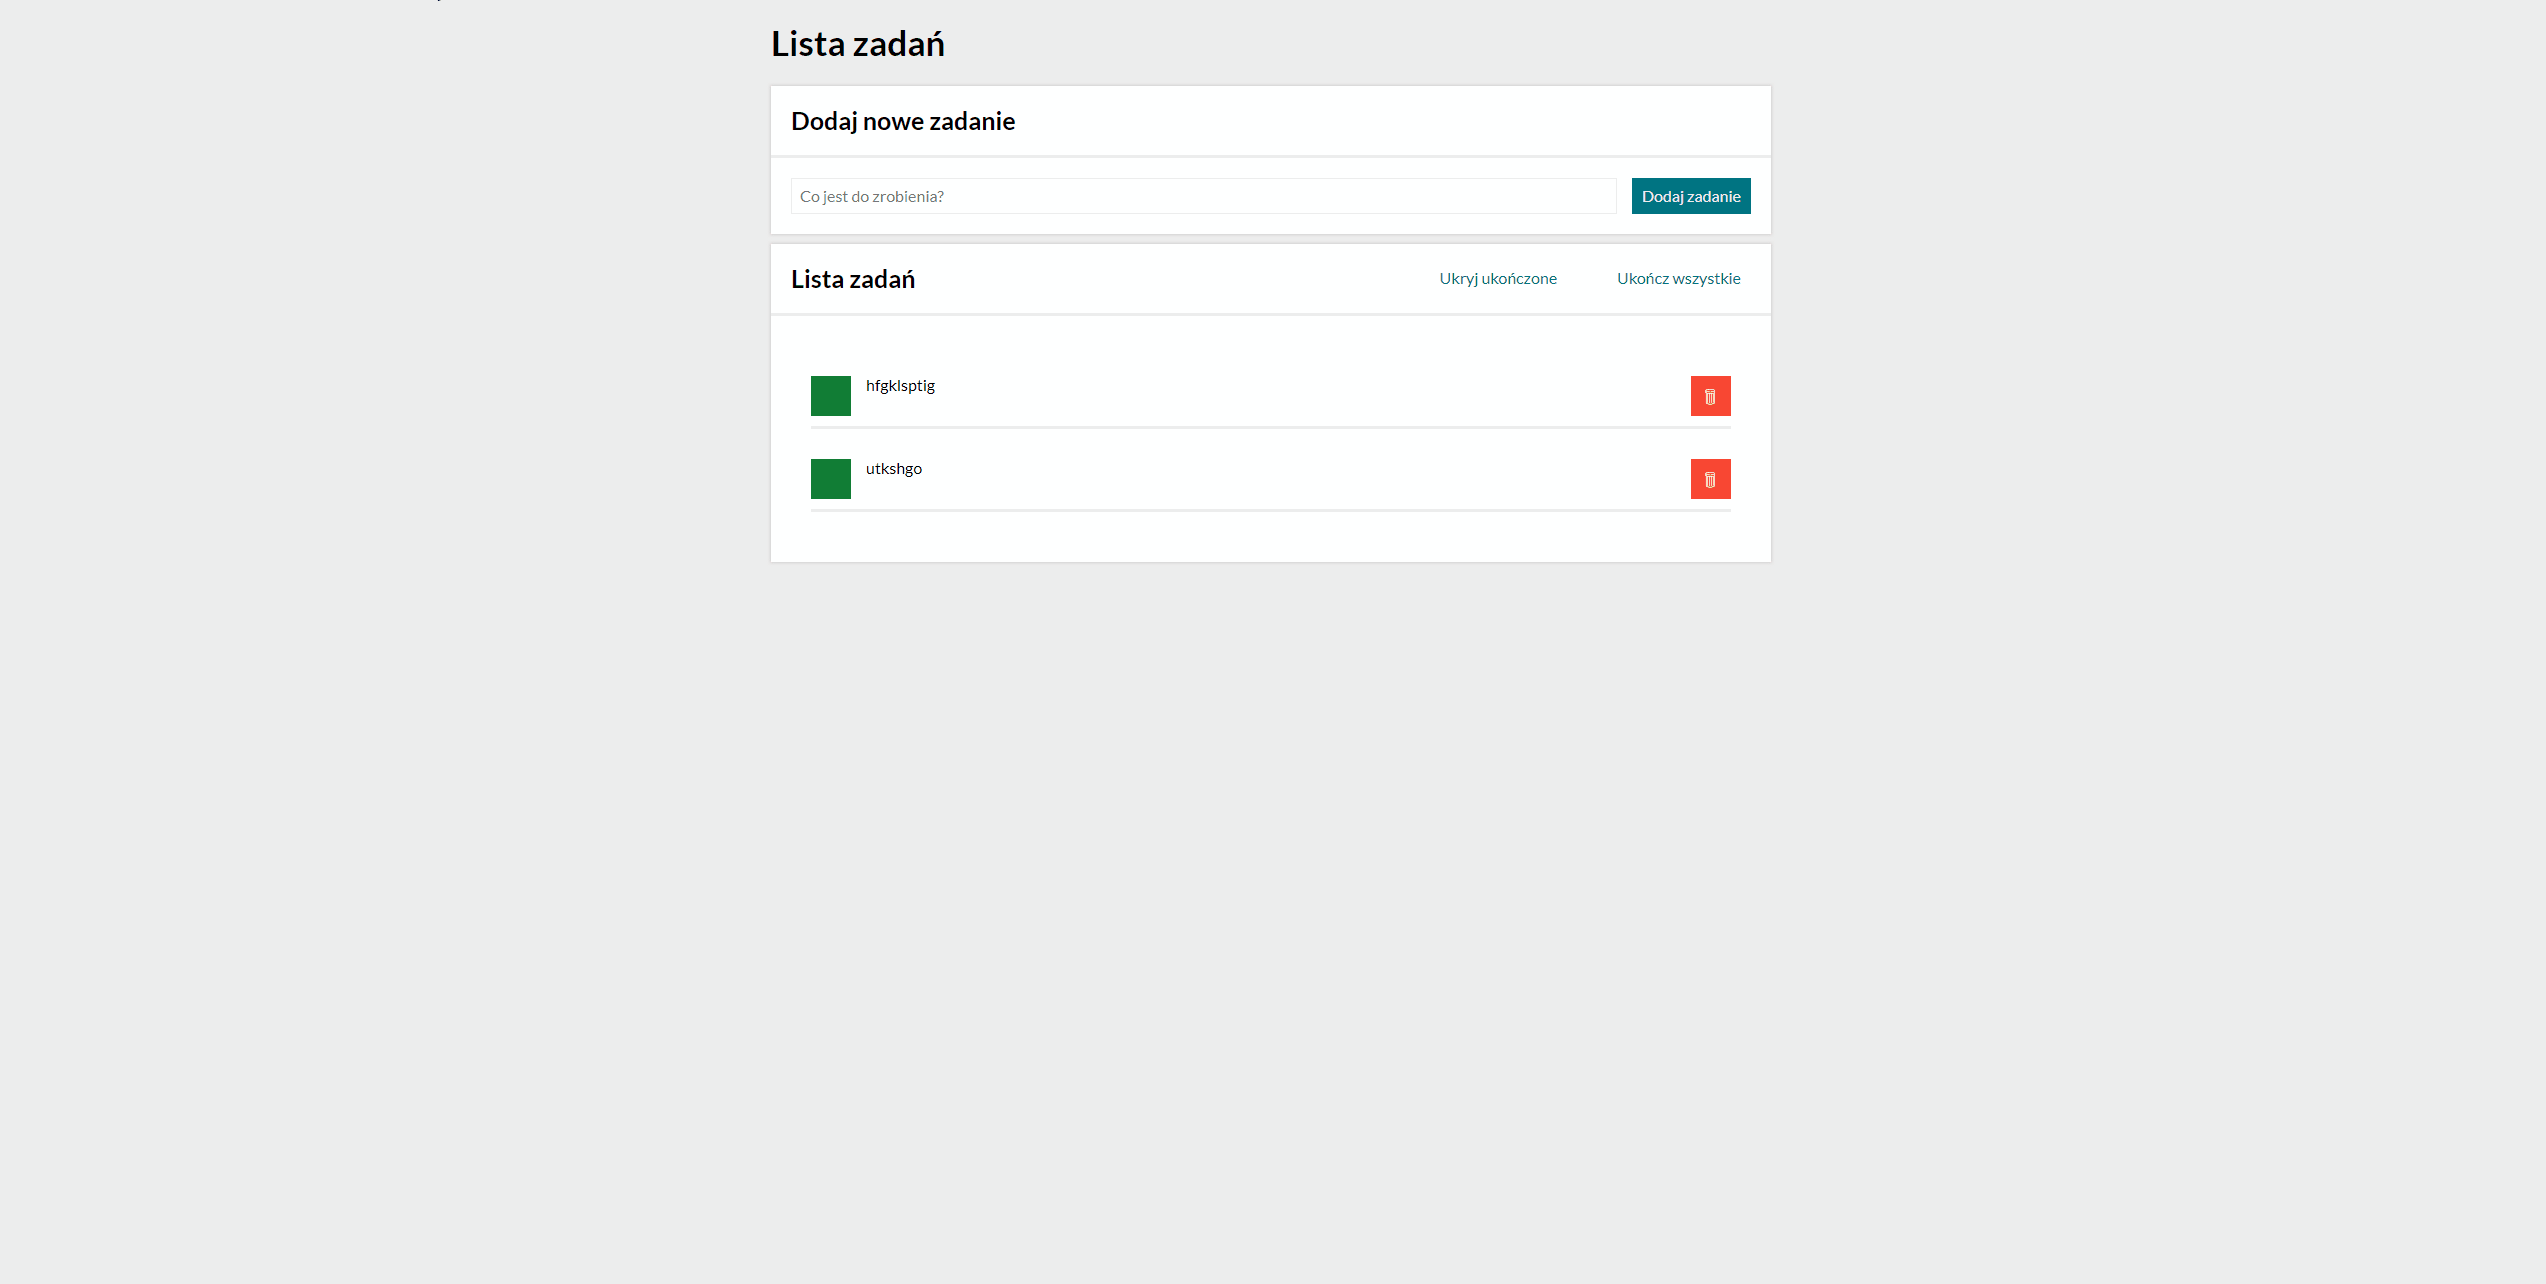 Lista zadań
Dodaj nowe zadanie
Co jest do zrobienia? Dodaj zadanie
Lista zadań Ukryj ukończone Ukończ wszystkie
hfgklsptig
utkshgo